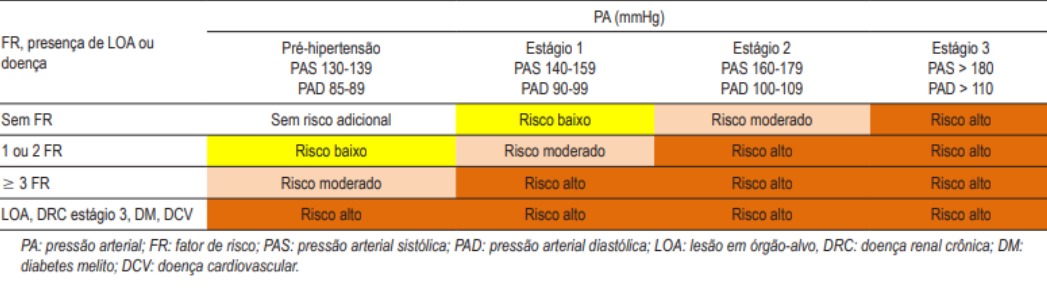 PA (mmHg)
FR, presença de LOA ou
doença
Pré-hipertensão
PAS 130-139
PAD 85-89
Estágio 1
PAS 140-159
PAD 90-99
Estágio 2
PAS 160-179
PAD 100-109
Estágio 3
PAS > 180
PAD > 110
Sem FR Sem risco adicional Risco baixo Risco moderado Risco alto
1 ou 2 FR Risco baixo Risco moderado Risco alto Risco alto
≥ 3 FR Risco moderado Risco alto Risco alto Risco alto
LOA, DRC estágio 3, DM, DCV Risco alto Risco alto Risco alto Risco alto
PA: pressão arterial; FR: fator de risco; PAS: pressão arterial sistólica; PAD: pressão arterial diastólica; LOA: lesão em órgão-alvo, DRC: doença renal crônica; DM:
diabetes melito; DCV: doença cardiovascular.